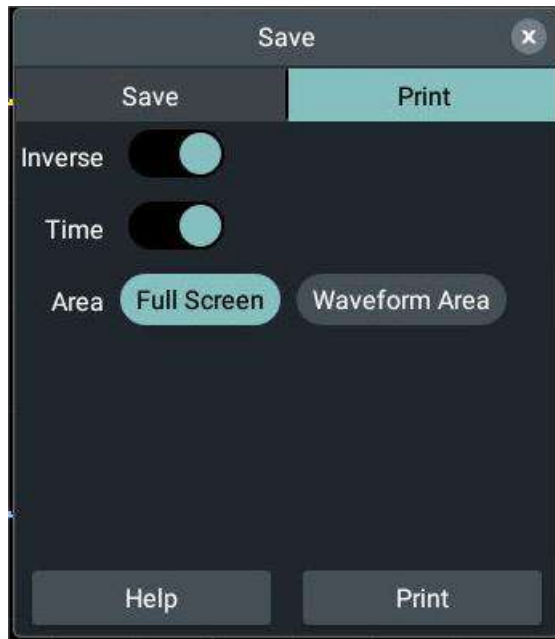 Save
x
Save Print
Inverse
Time
Area Full Screen Waveform Area
Help Print